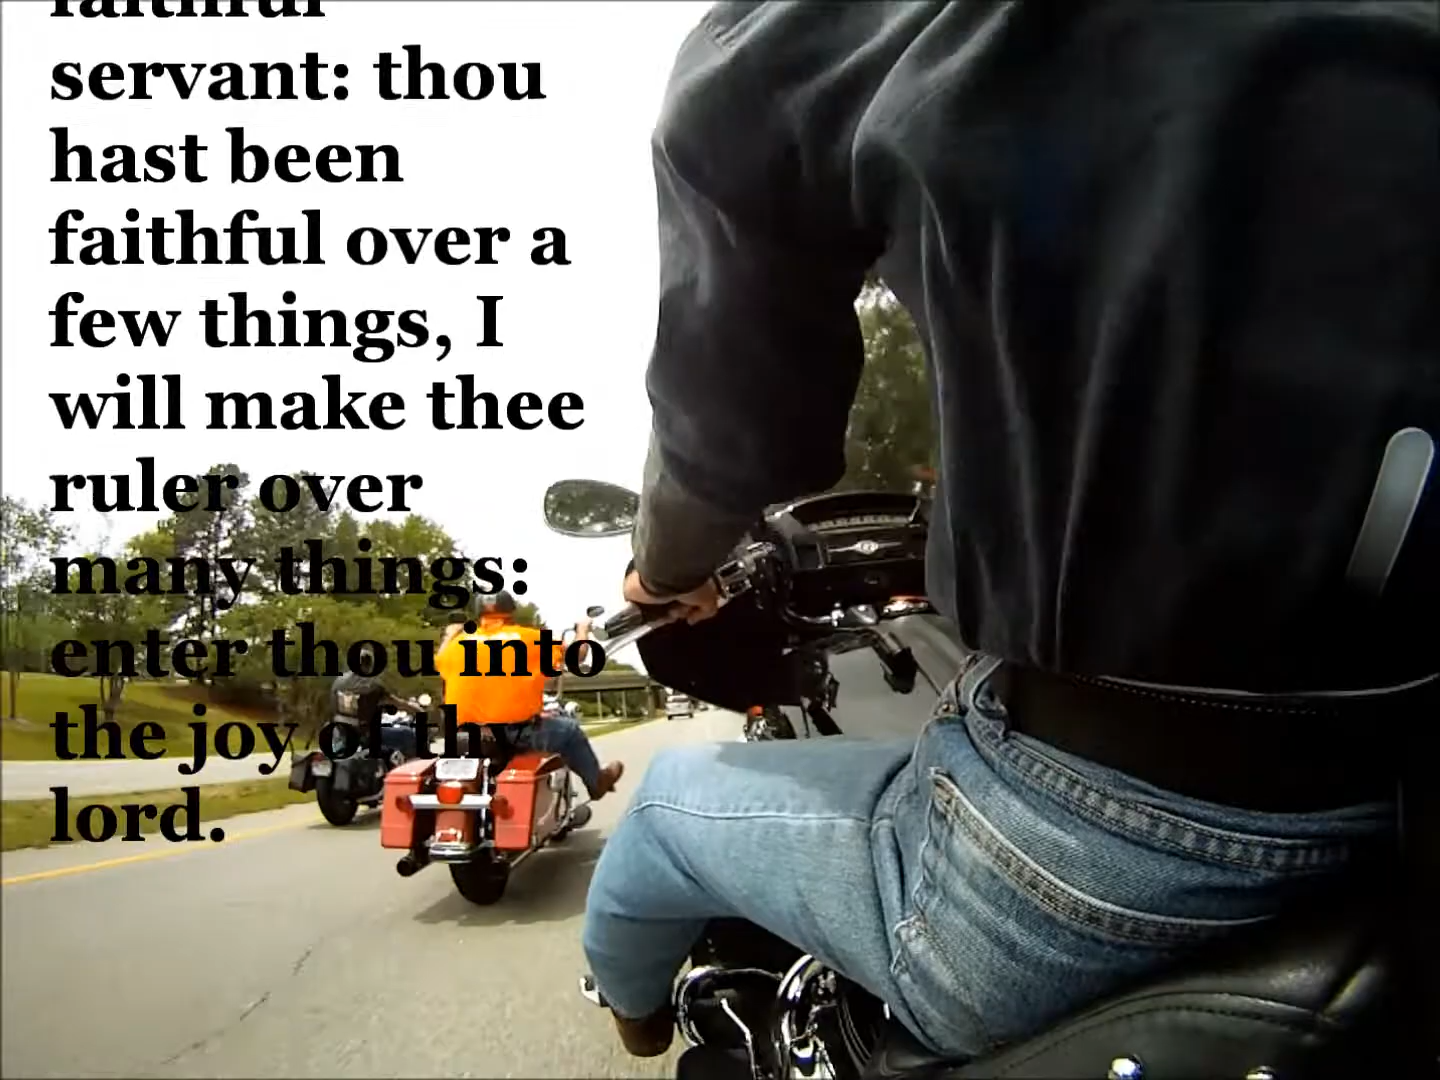 faithful
servant: thou
hast been
faithful over a
few things, I
will make thee
ruler over
many things:
enter thou into
the joy of thy
lord.